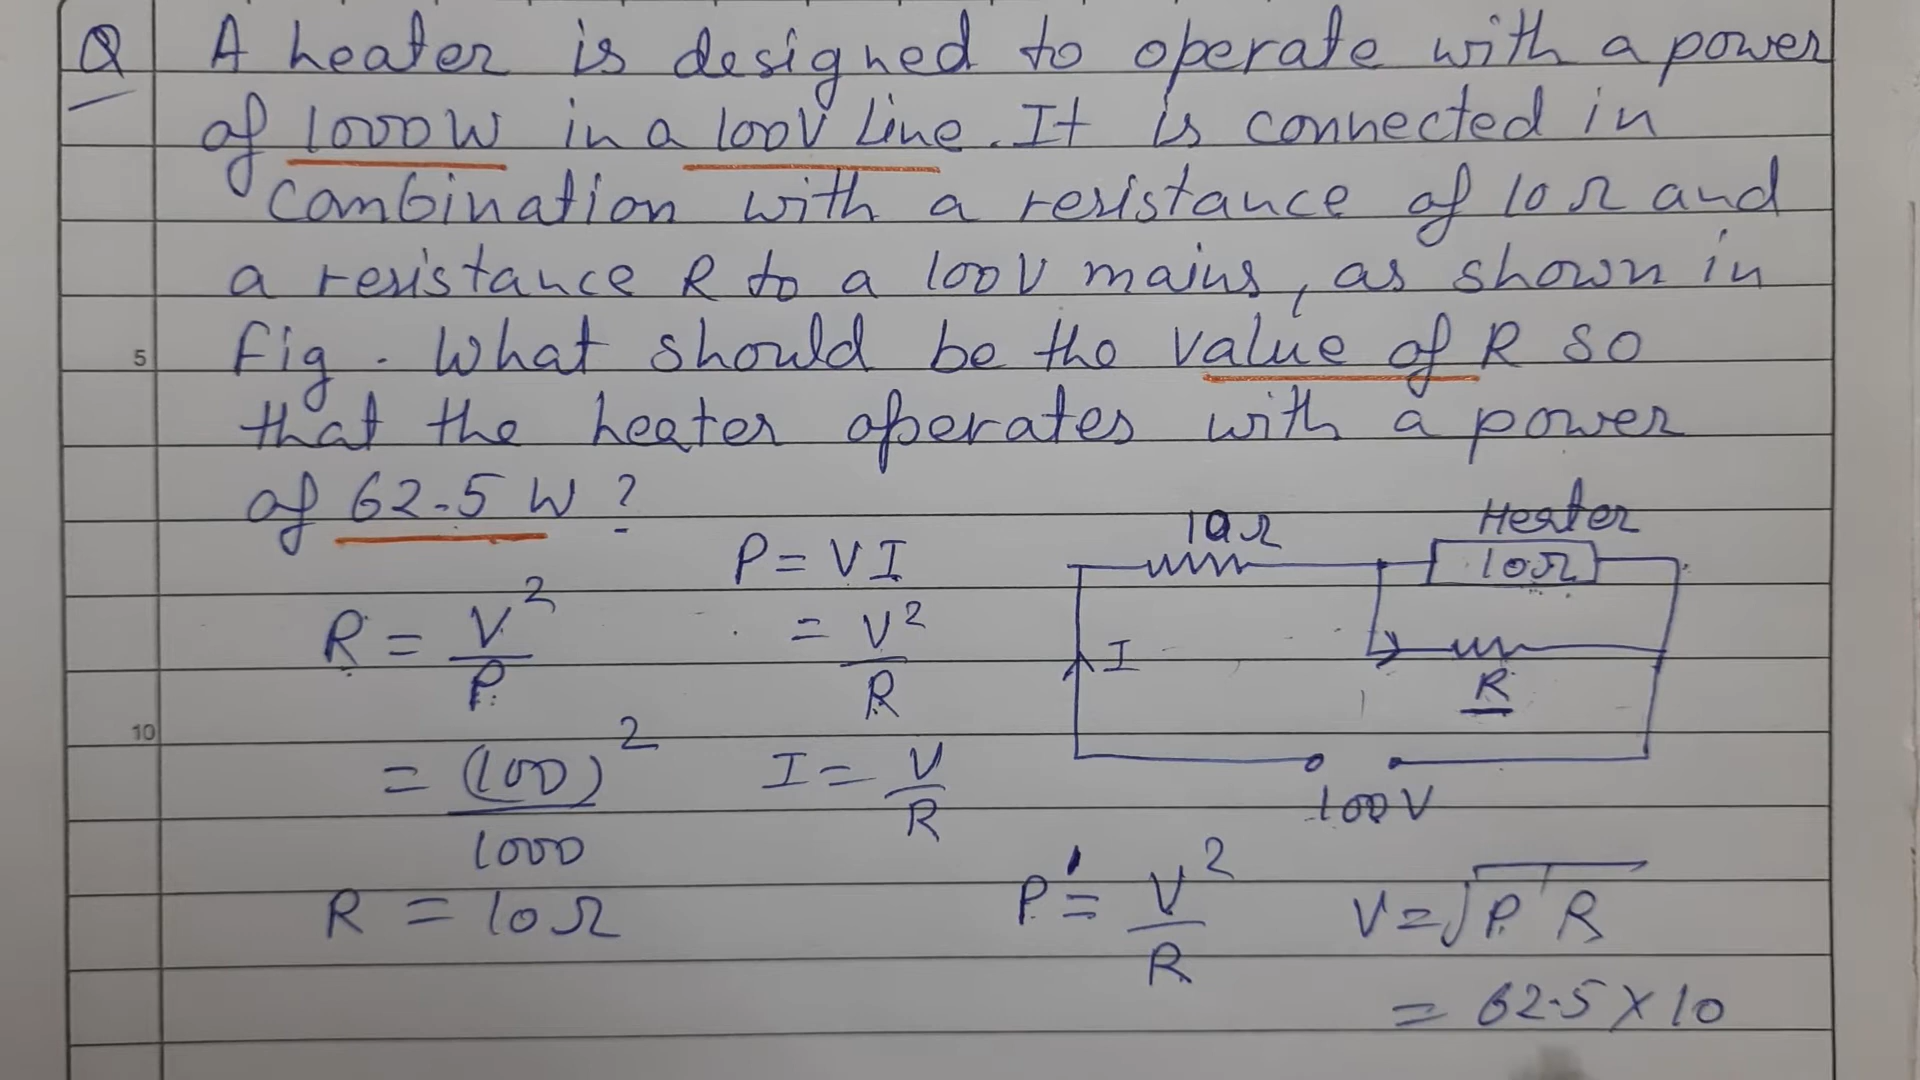 Q A heater is designed to operate with a power
of 1000W in a 100V Line. It is connected in
combination with a resistance of 10Ω and
a resistance R to a 100V mains, as shown in
5 Fig. What should be the value of R so
that the heater operates with a power
of 62.5 W ?
10Ω
Heater
10Ω
P = VI
R = V²/P
= V²/R
I
R
10
= (100)²/1000
I = V/R
100V
R = 10Ω
P' = V²/R
V = √P'R
= 62.5 X 10